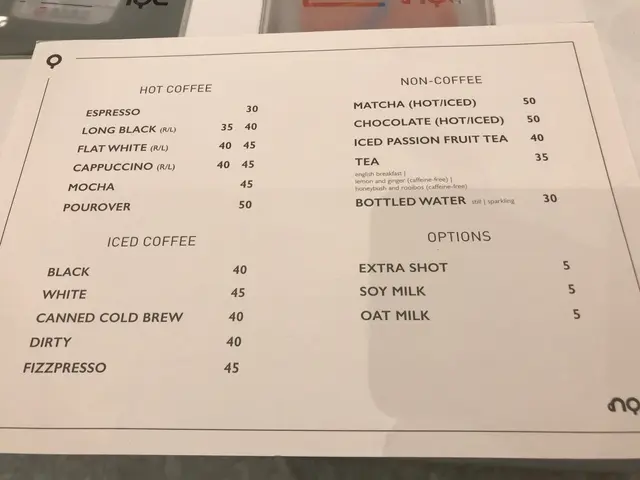 HOT COFFEE
ESPRESSO 30
LONG BLACK (R/L) 35 40
FLAT WHITE (R/L) 40 45
CAPPUCCINO (R/L) 40 45
MOCHA 45
POUROVER 50
ICED COFFEE
BLACK 40
WHITE 45
CANNED COLD BREW 40
DIRTY 40
FIZZPRESSO 45
NON-COFFEE
MATCHA (HOT/ICED) 50
CHOCOLATE (HOT/ICED) 50
ICED PASSION FRUIT TEA 40
TEA 35
english breakfast |
lemon and ginger (caffeine-free) |
honeybush and rooibos (caffeine-free)
BOTTLED WATER still | sparkling 30
OPTIONS
EXTRA SHOT 5
SOY MILK 5
OAT MILK 5